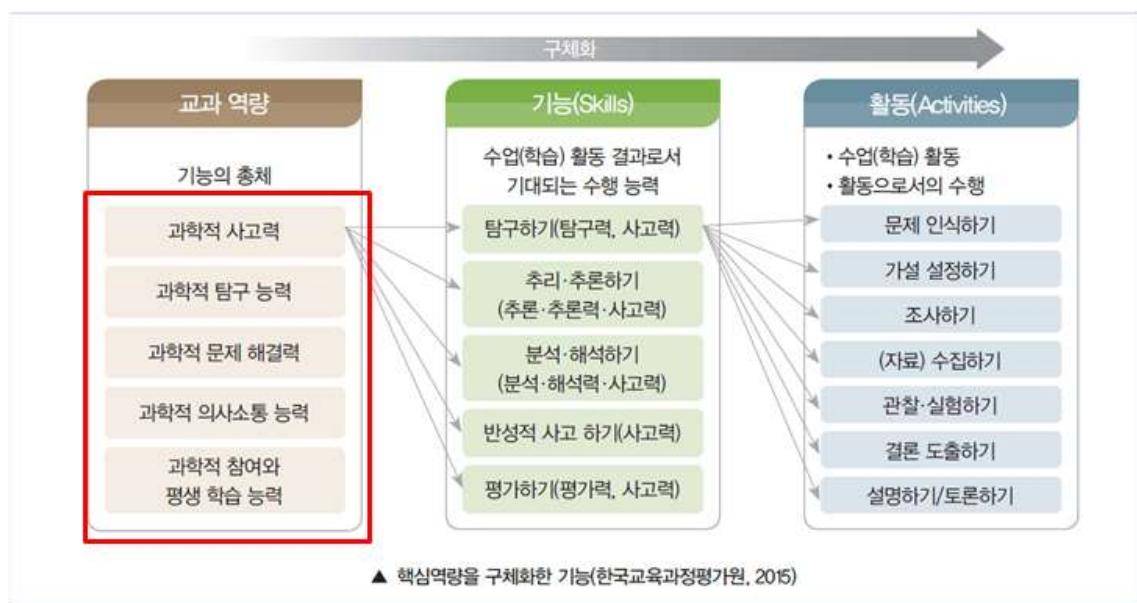 구체화
교과 역량
기능의 총체
과학적 사고력
과학적 탐구 능력
과학적 문제 해결력
과학적 의사소통 능력
과학적 참여와
평생 학습 능력
기능(Skills)
수업(학습) 활동 결과로서
기대되는 수행 능력
탐구하기(탐구력, 사고력)
추리·추론하기
(추론·추론력·사고력)
분석·해석하기
(분석·해석력·사고력)
반성적 사고 하기(사고력)
평가하기(평가력, 사고력)
활동(Activities)
• 수업(학습) 활동
• 활동으로서의 수행
문제 인식하기
가설 설정하기
조사하기
(자료) 수집하기
관찰·실험하기
결론 도출하기
설명하기/토론하기
▲ 핵심역량을 구체화한 기능(한국교육과정평가원, 2015)